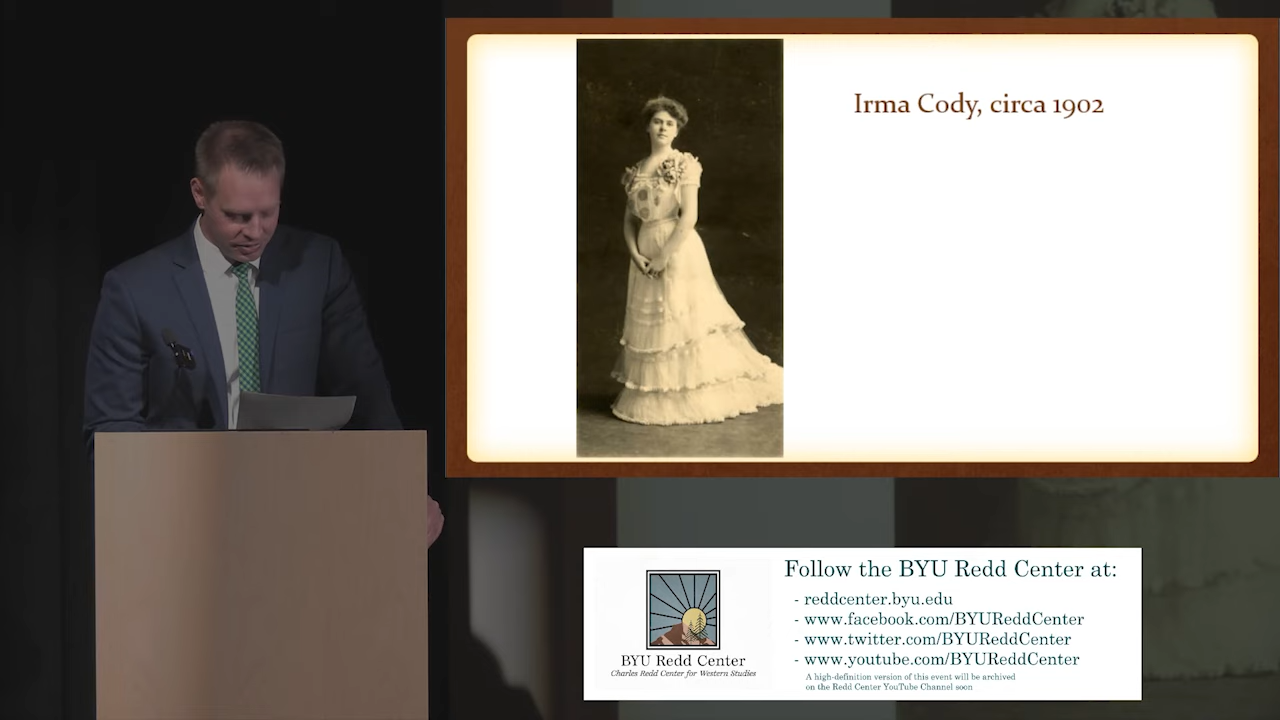 Irma Cody, circa 1902
Follow the BYU Redd Center at:
- reddcenter.byu.edu
- www.facebook.com/BYUReddCenter
- www.twitter.com/BYUReddCenter
- www.youtube.com/BYUReddCenter
A high-definition version of this event will be archived
on the Redd Center YouTube Channel soon
BYU Redd Center
Charles Redd Center for Western Studies